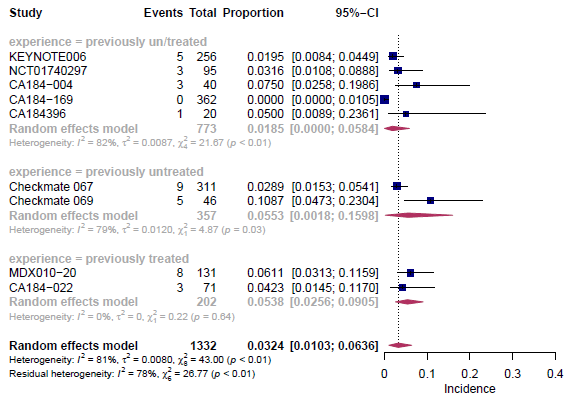 Study Events Total Proportion 95%−CI
experience = previously un/treated
KEYNOTE006 5 256 0.0195 [0.0084; 0.0449]
NCT01740297 3 95 0.0316 [0.0108; 0.0888]
CA184−004 3 40 0.0750 [0.0258; 0.1986]
CA184−169 0 362 0.0000 [0.0000; 0.0105]
CA184396 1 20 0.0500 [0.0089; 0.2361]
Random effects model 773 0.0185 [0.0000; 0.0584]
Heterogeneity: I² = 82%, τ² = 0.0087, χ²₄ = 21.67 (p < 0.01)
experience = previously untreated
Checkmate 067 9 311 0.0289 [0.0153; 0.0541]
Checkmate 069 5 46 0.1087 [0.0473; 0.2304]
Random effects model 357 0.0553 [0.0018; 0.1598]
Heterogeneity: I² = 79%, τ² = 0.0120, χ²₁ = 4.87 (p = 0.03)
experience = previously treated
MDX010−20 8 131 0.0611 [0.0313; 0.1159]
CA184−022 3 71 0.0423 [0.0145; 0.1170]
Random effects model 202 0.0538 [0.0256; 0.0905]
Heterogeneity: I² = 0%, τ² = 0, χ²₁ = 0.22 (p = 0.64)
Random effects model 1332 0.0324 [0.0103; 0.0636]
Heterogeneity: I² = 81%, τ² = 0.0080, χ²₈ = 43.00 (p < 0.01)
Residual heterogeneity: I² = 78%, χ²₆ = 26.77 (p < 0.01)
0 0.1 0.2 0.3 0.4
Incidence